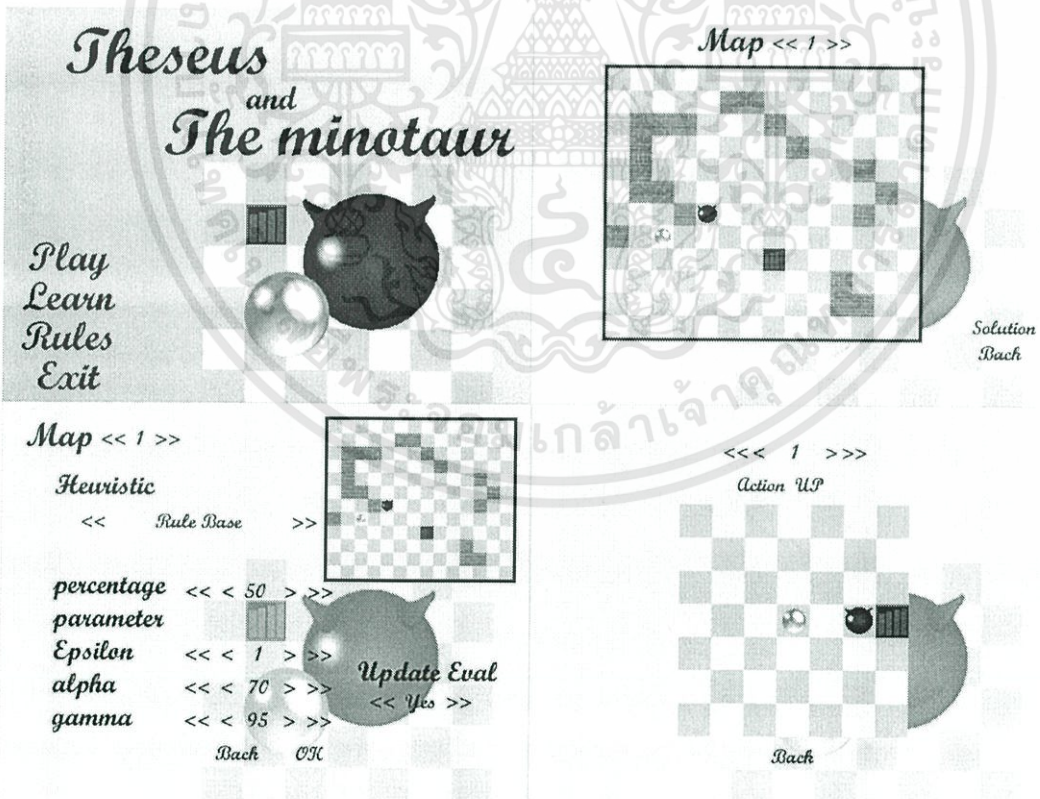 Theseus
and
The minotaur
Play
Learn
Rules
Exit
Map << 1 >>
Solution
Back
Map << 1 >>
Heuristic
<< Rule Base >>
percentage << < 50 > >>
parameter
Epsilon << < 1 > >>
alpha << < 70 > >>
gamma << < 95 > >>
Update Eval
<< Yes >>
Back OK
<<< 1 >>>
Action UP
Back